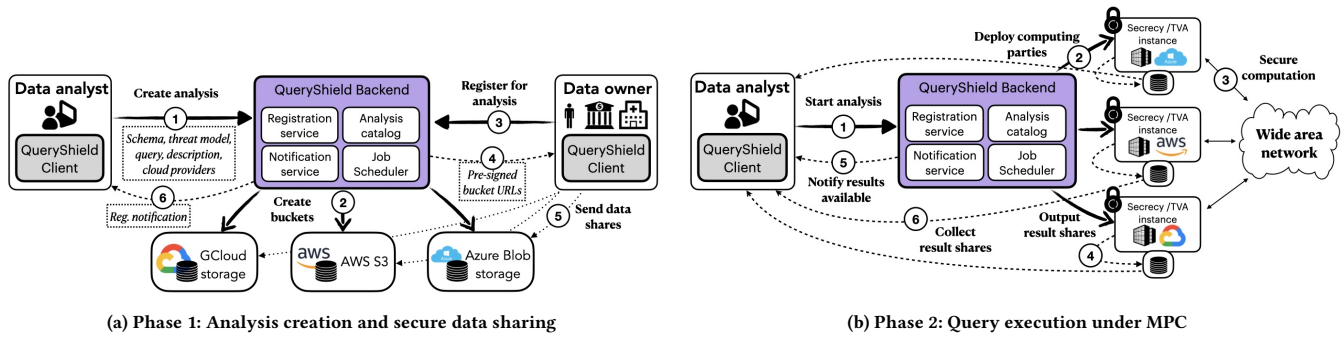 Data analyst
QueryShield
Client
Create analysis
1
Schema, threat model,
query, description,
cloud providers
6
Reg. notification
QueryShield Backend
Registration
service
Analysis
catalog
Notification
service
Job
Scheduler
Register for
analysis
3
4
Pre-signed
bucket URLs
Data owner
QueryShield
Client
Create
buckets
2
5
Send data
shares
GCloud
storage
aws
AWS S3
Azure
Azure Blob
storage
(a) Phase 1: Analysis creation and secure data sharing
Data analyst
QueryShield
Client
Start analysis
1
5
Notify results
available
QueryShield Backend
Registration
service
Analysis
catalog
Notification
service
Job
Scheduler
Deploy computing
parties
2
Secrecy /TVA
instance
Azure
Secrecy /TVA
instance
aws
Secrecy /TVA
instance
3
Secure
computation
Wide area
network
6
Collect
result shares
Output
result shares
4
(b) Phase 2: Query execution under MPC